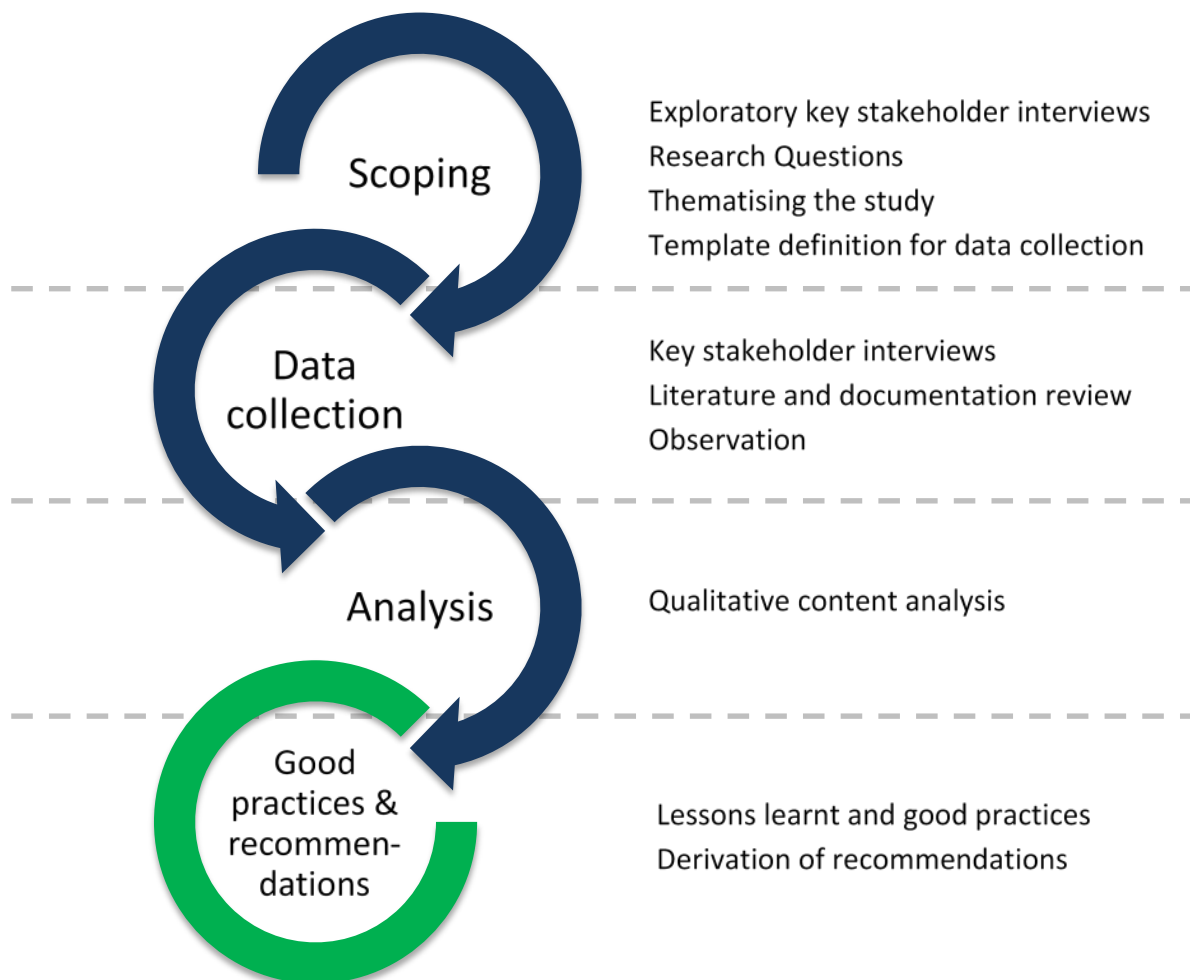 Scoping
Exploratory key stakeholder interviews
Research Questions
Thematising the study
Template definition for data collection
Data
collection
Key stakeholder interviews
Literature and documentation review
Observation
Analysis
Qualitative content analysis
Good
practices &
recommen-
dations
Lessons learnt and good practices
Derivation of recommendations